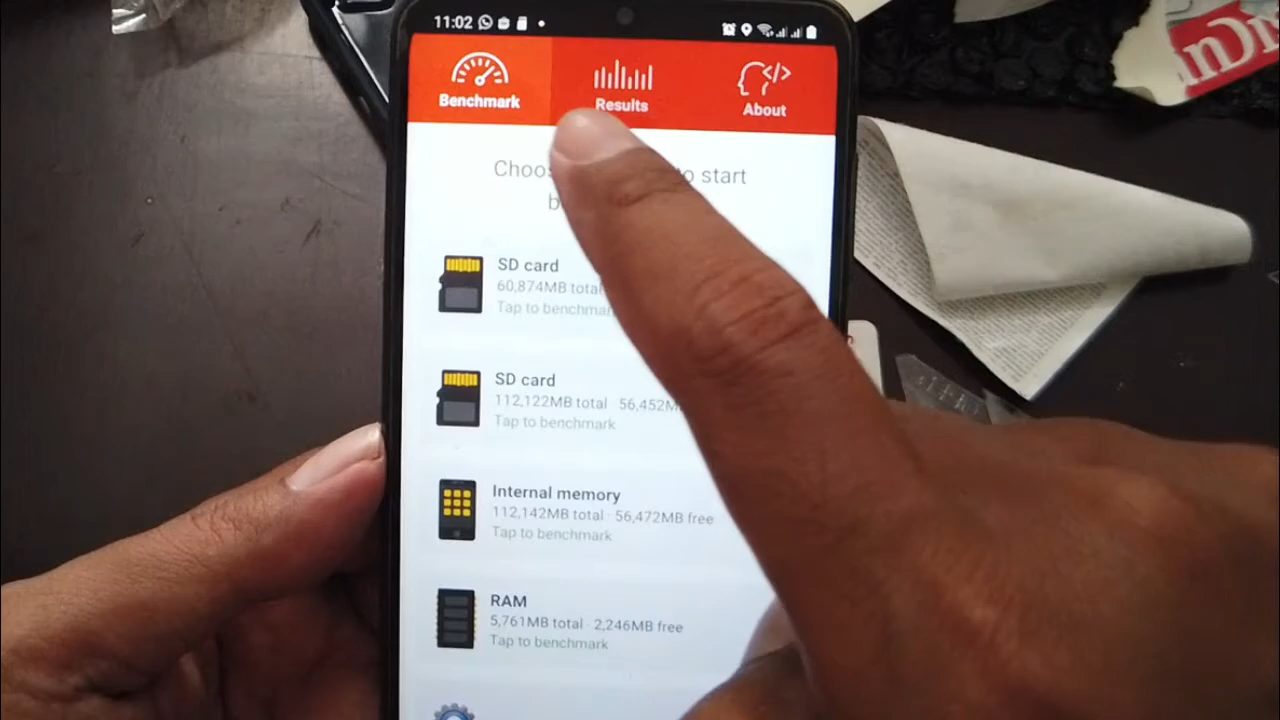 11:02
Benchmark
Results
About
to start
SD card
60,874MB total
Tap to
SD card
112,122MB total · 56,452M
Tap to benchmark
Internal memory
112,142MB total · 56,472MB free
Tap to benchmark
RAM
5,761MB total · 2,246MB free
Tap to benchmark